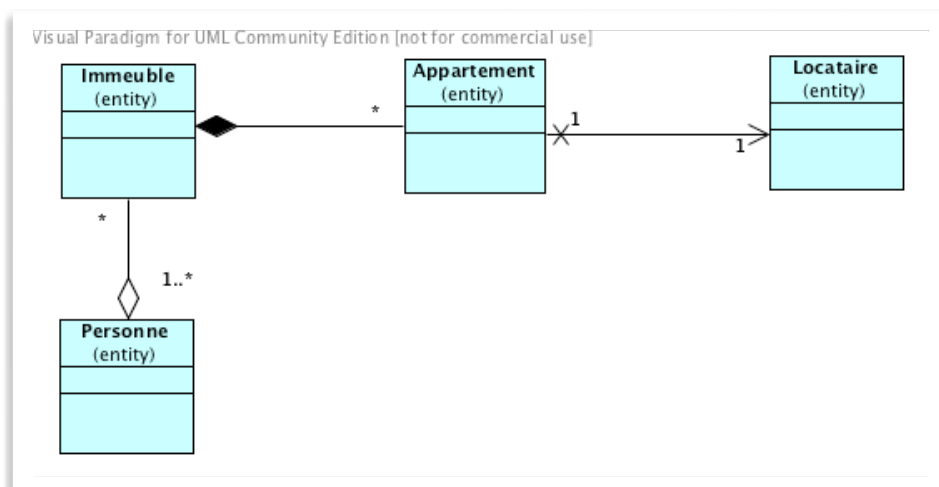 Visual Paradigm for UML Community Edition [not for commercial use]
Immeuble
(entity)
*
Appartement
(entity)
1
1
Locataire
(entity)
*
1..*
Personne
(entity)